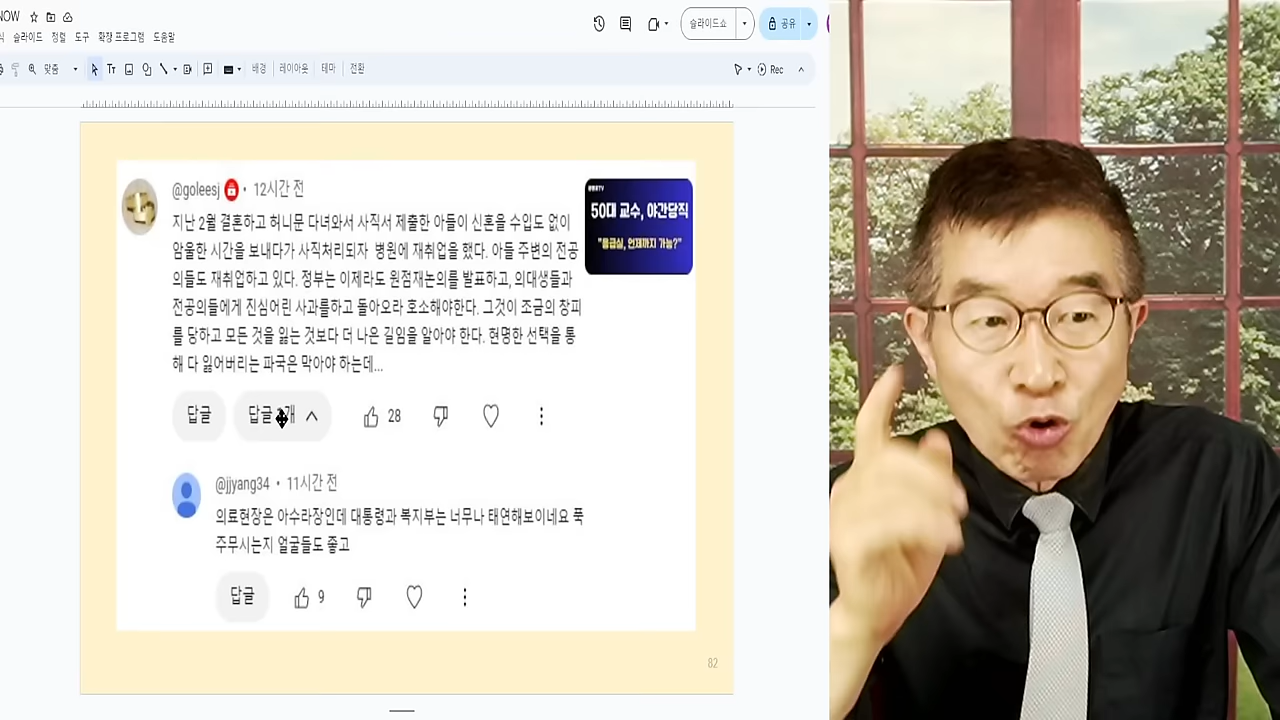 NOW
슬라이드 정렬 도구 확장 프로그램 도움말
슬라이드쇼
공유
맞춤
Tt
배경
레이아웃
테마
전환
Rec
@goleesj · 12시간 전
지난 2월 결혼하고 허니문 다녀와서 사직서 제출한 아들이 신혼을 수입도 없이
암울한 시간을 보내다가 사직처리되자 병원에 재취업을 했다. 아들 주변의 전공
의들도 재취업하고 있다. 정부는 이제라도 원점재논의를 발표하고, 의대생들과
전공의들에게 진심어린 사과를하고 돌아오라 호소해야한다. 그것이 조금의 창피
를 당하고 모든 것을 잃는 것보다 더 나은 길임을 알아야 한다. 현명한 선택을 통
해 다 잃어버리는 파국은 막아야 하는데...
50대 교수, 야간당직
"응급실, 언제까지 가능?"
답글
답글 개
28
@jjyang34 · 11시간 전
의료현장은 아수라장인데 대통령과 복지부는 너무나 태연해보이네요 푹
주무시는지 얼굴들도 좋고
답글
9
82